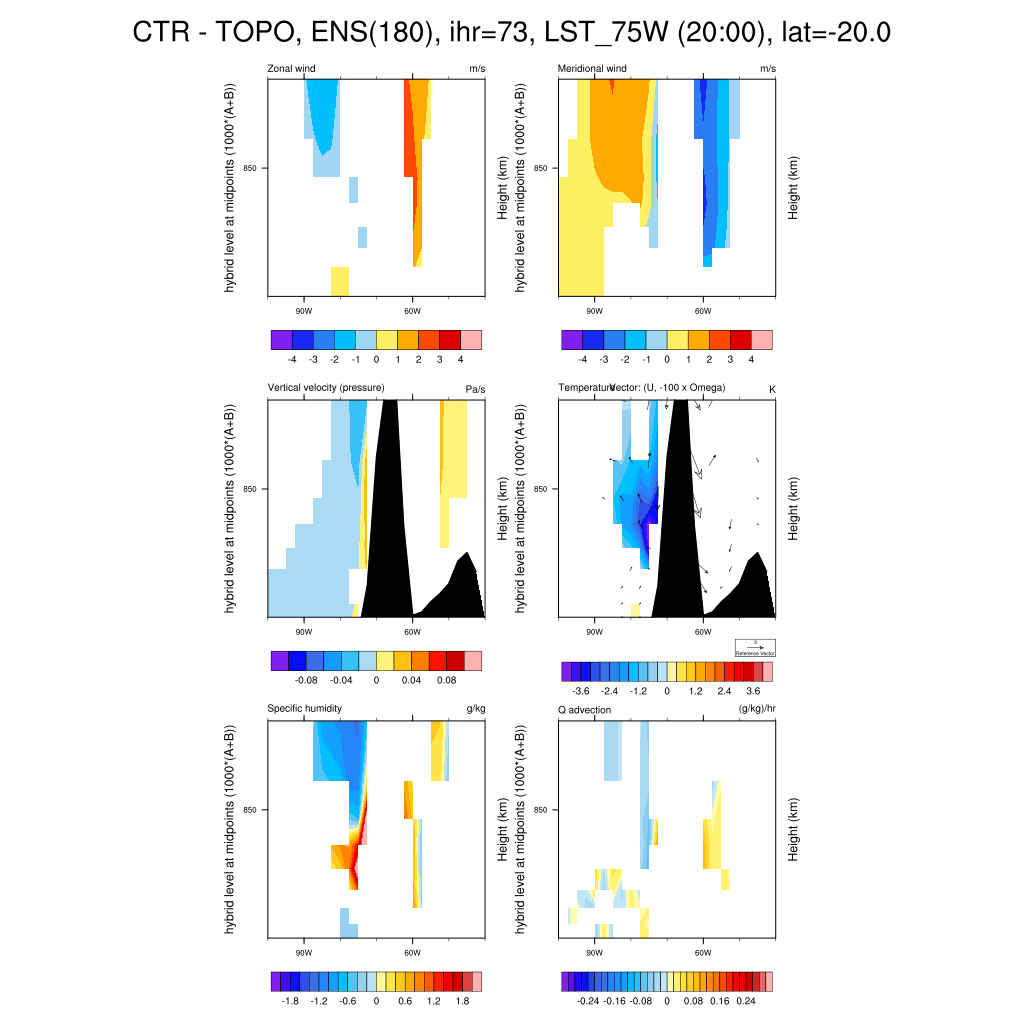 CTR - TOPO, ENS(180), ihr=73, LST_75W (20:00), lat=-20.0
Zonal wind m/s
hybrid level at midpoints (1000*(A+B))
850
Height (km)
90W 60W
-4 -3 -2 -1 0 1 2 3 4
Meridional wind m/s
hybrid level at midpoints (1000*(A+B))
850
Height (km)
90W 60W
-4 -3 -2 -1 0 1 2 3 4
Vertical velocity (pressure) Pa/s
hybrid level at midpoints (1000*(A+B))
850
Height (km)
90W 60W
-0.08 -0.04 0 0.04 0.08
Temperature Vector: (U, -100 x Omega) K
hybrid level at midpoints (1000*(A+B))
850
Height (km)
90W 60W
3
Reference Vector
-3.6 -2.4 -1.2 0 1.2 2.4 3.6
Specific humidity g/kg
hybrid level at midpoints (1000*(A+B))
850
Height (km)
90W 60W
-1.8 -1.2 -0.6 0 0.6 1.2 1.8
Q advection (g/kg)/hr
hybrid level at midpoints (1000*(A+B))
850
Height (km)
90W 60W
-0.24 -0.16 -0.08 0 0.08 0.16 0.24